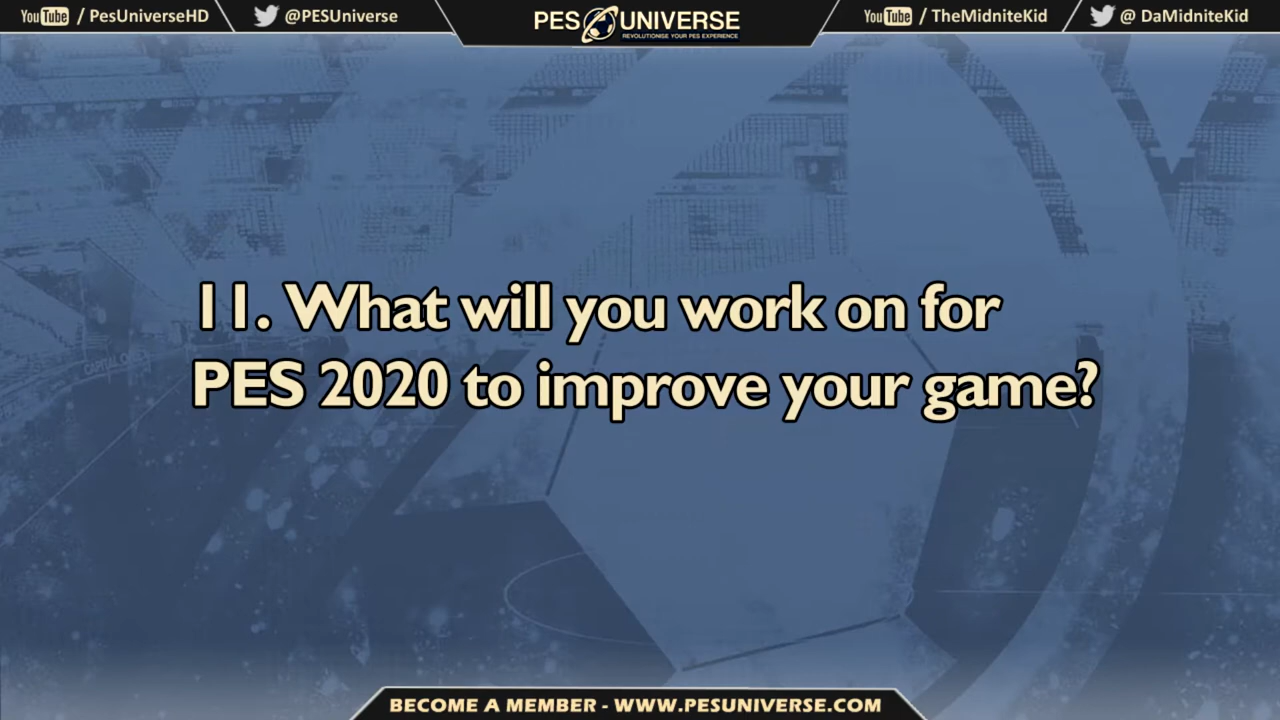 YouTube / PesUniverseHD
@PESUniverse
PES UNIVERSE
REVOLUTIONISE YOUR PES EXPERIENCE
YouTube / TheMidniteKid
@ DaMidniteKid
11. What will you work on for
PES 2020 to improve your game?
BECOME A MEMBER - WWW.PESUNIVERSE.COM